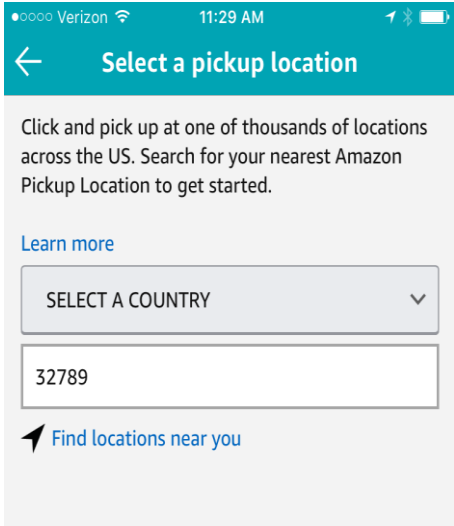 Verizon 11:29 AM
Select a pickup location
Click and pick up at one of thousands of locations
across the US. Search for your nearest Amazon
Pickup Location to get started.
Learn more
SELECT A COUNTRY
32789
Find locations near you